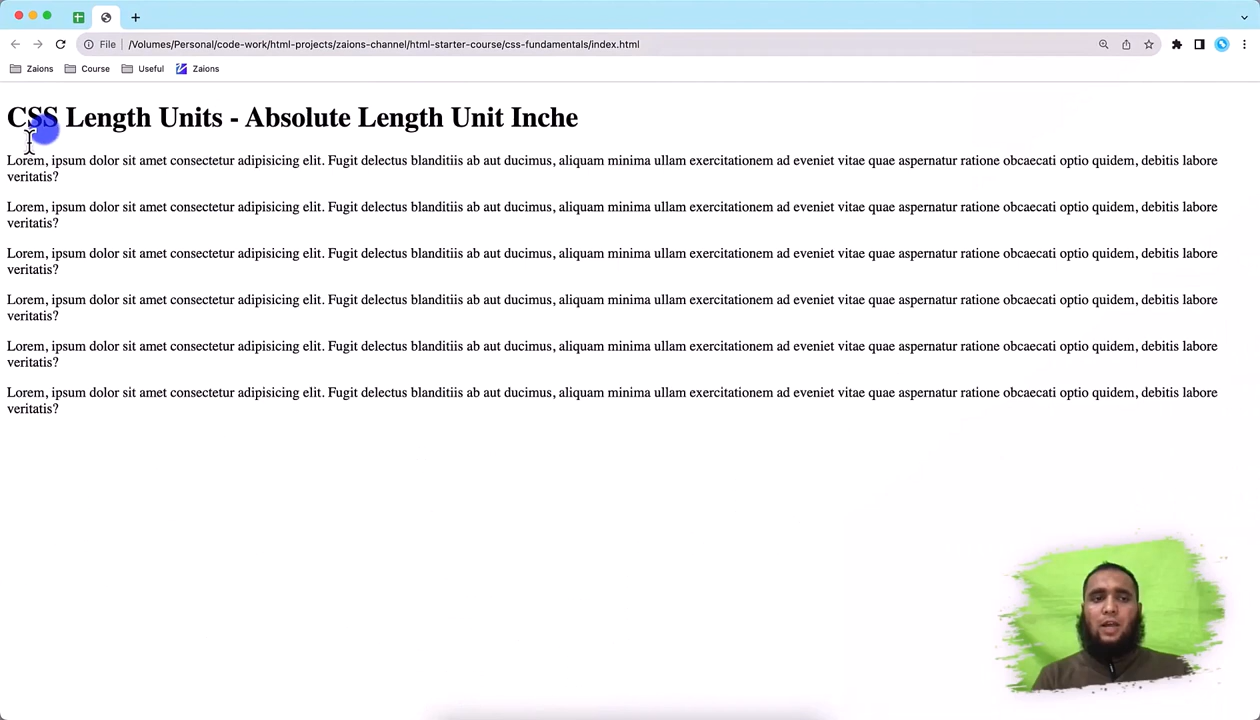 File
/Volumes/Personal/code-work/html-projects/zaions-channel/html-starter-course/css-fundamentals/index.html
Zaions Course Useful Zaions
CSS Length Units - Absolute Length Unit Inche
Lorem, ipsum dolor sit amet consectetur adipisicing elit. Fugit delectus blanditiis ab aut ducimus, aliquam minima ullam exercitationem ad eveniet vitae quae aspernatur ratione obcaecati optio quidem, debitis labore
veritatis?
Lorem, ipsum dolor sit amet consectetur adipisicing elit. Fugit delectus blanditiis ab aut ducimus, aliquam minima ullam exercitationem ad eveniet vitae quae aspernatur ratione obcaecati optio quidem, debitis labore
veritatis?
Lorem, ipsum dolor sit amet consectetur adipisicing elit. Fugit delectus blanditiis ab aut ducimus, aliquam minima ullam exercitationem ad eveniet vitae quae aspernatur ratione obcaecati optio quidem, debitis labore
veritatis?
Lorem, ipsum dolor sit amet consectetur adipisicing elit. Fugit delectus blanditiis ab aut ducimus, aliquam minima ullam exercitationem ad eveniet vitae quae aspernatur ratione obcaecati optio quidem, debitis labore
veritatis?
Lorem, ipsum dolor sit amet consectetur adipisicing elit. Fugit delectus blanditiis ab aut ducimus, aliquam minima ullam exercitationem ad eveniet vitae quae aspernatur ratione obcaecati optio quidem, debitis labore
veritatis?
Lorem, ipsum dolor sit amet consectetur adipisicing elit. Fugit delectus blanditiis ab aut ducimus, aliquam minima ullam exercitationem ad eveniet vitae quae aspernatur ratione obcaecati optio quidem, debitis labore
veritatis?